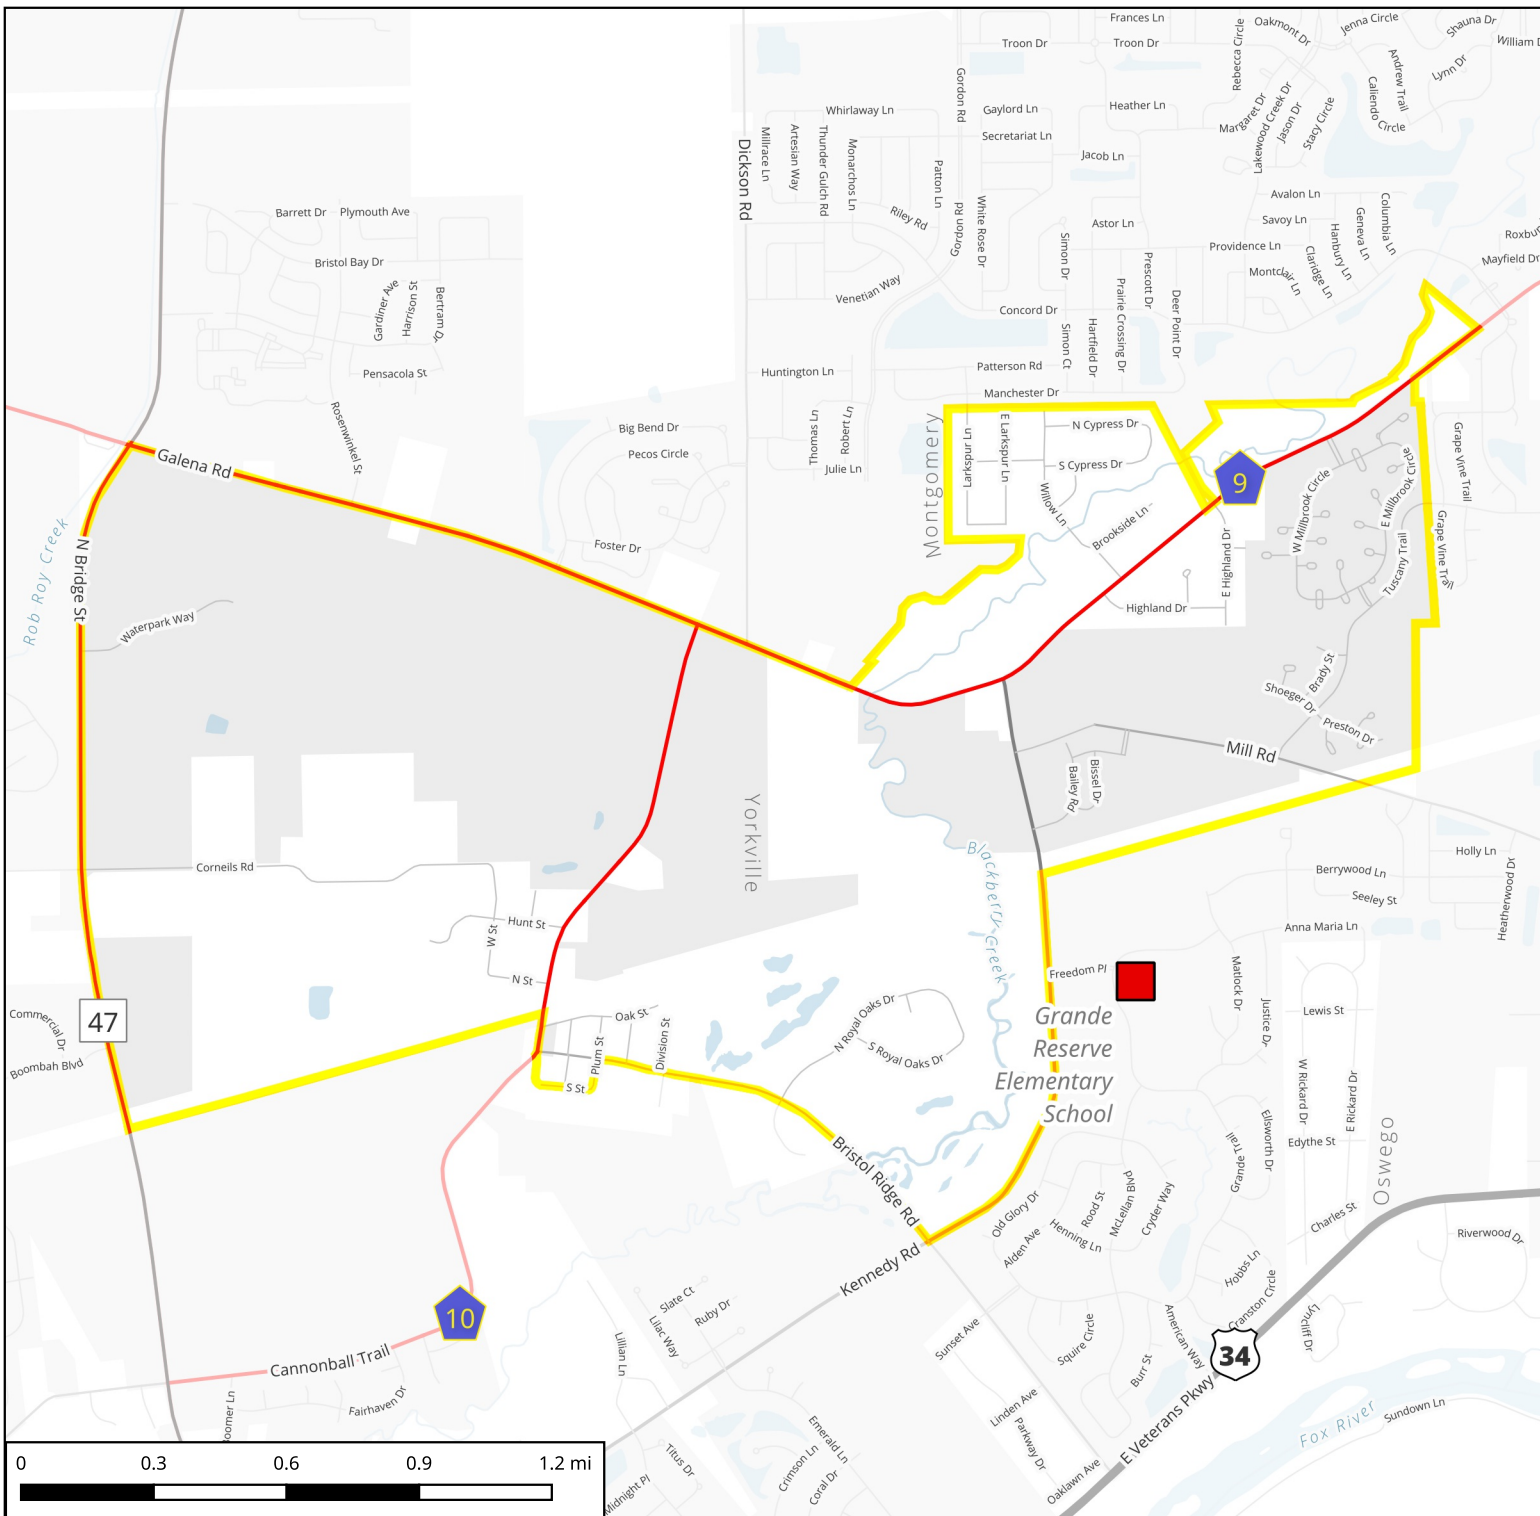 Frances Ln
Oakmont Dr
Jenna Circle
Shauna Dr
Troon Dr
Troon Dr
Rebecca Circle
William D
Andrew Trail
Lynn Dr
Gordon Rd
Caliendo Circle
Whirlaway Ln
Gaylord Ln
Heather Ln
Margaret Dr
Lakewood Creek Dr
Jason Dr
Stacy Circle
Secretariat Ln
Millrace Ln
Artesian Way
Thunder Gulch Rd
Monarchos Ln
Dickson Rd
Jacob Ln
Patton Ln
Avalon Ln
Barrett Dr
Plymouth Ave
Riley Rd
Gordon Rd
White Rose Dr
Astor Ln
Savoy Ln
Columbia Ln
Geneva Ln
Hanbury Ln
Roxbur
Simon Dr
Providence Ln
Claridge Ln
Mayfield Dr
Bristol Bay Dr
Prescott Dr
Montclair Ln
Gardiner Ave
Harrison St
Bertram Dr
Venetian Way
Prairie Crossing Dr
Deer Point Dr
Concord Dr
Simon Ct
Hartfield Dr
Pensacola St
Huntington Ln
Patterson Rd
Manchester Dr
Rosenwinkel St
Big Bend Dr
Thomas Ln
Robert Ln
Montgomery
Larkspur Ln
E Larkspur Ln
N Cypress Dr
Grape Vine Trail
Galena Rd
Pecos Circle
Julie Ln
S Cypress Dr
9
W Millbrook Circle
E Millbrook Circle
Willow Ln
Brookside Ln
Rob Roy Creek
N Bridge St
Foster Dr
E Highland Dr
Tuscany Trail
Grape Vine Trail
Waterpark Way
Highland Dr
Brady St
Shoeger Dr
Preston Dr
Mill Rd
Bailey Rd
Bissel Dr
Yorkville
Blackberry Creek
Holly Ln
Corneils Rd
Berrywood Ln
Seeley St
Heatherwood Dr
Hunt St
W St
Anna Maria Ln
N St
Freedom Pl
Matlock Dr
Commercial Dr
47
Oak St
N Royal Oaks Dr
Grande
Reserve
Elementary
School
Justice Dr
Lewis St
Plum St
Division St
S Royal Oaks Dr
Boombah Blvd
S St
W Rickard Dr
E Rickard Dr
Bristol Ridge Rd
Ellsworth Dr
Edythe St
Oswego
Grande Trail
Old Glory Dr
Rood St
McLellan Blvd
Cryder Way
Charles St
Alden Ave
Henning Ln
Riverwood Dr
Kennedy Rd
Hobbs Ln
Cranston Circle
Slate Ct
Ruby Dr
Lilac Way
10
Lillian Ln
Sunset Ave
Squire Circle
American Way
Lyncliff Dr
34
Cannonball Trail
Burr St
E Veterans Pkwy
Fairhaven Dr
Boomer Ln
Linden Ave
Parkway Dr
Fox River
Sundown Ln
Emerald Ln
Crimson Ln
Coral Dr
Titus Dr
Midnight Pl
Oaklawn Ave
0 0.3 0.6 0.9 1.2 mi